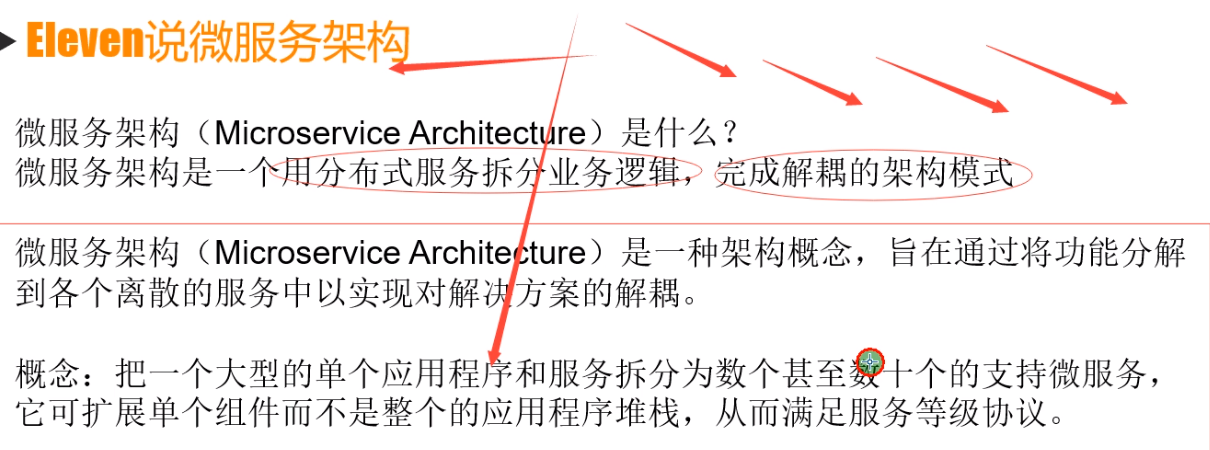 Eleven说微服务架构
微服务架构（Microservice Architecture）是什么？
微服务架构是一个用分布式服务拆分业务逻辑，完成解耦的架构模式
微服务架构（Microservice Architecture）是一种架构概念，旨在通过将功能分解
到各个离散的服务中以实现对解决方案的解耦。
概念：把一个大型的单个应用程序和服务拆分为数个甚至数十个的支持微服务，
它可扩展单个组件而不是整个的应用程序堆栈，从而满足服务等级协议。